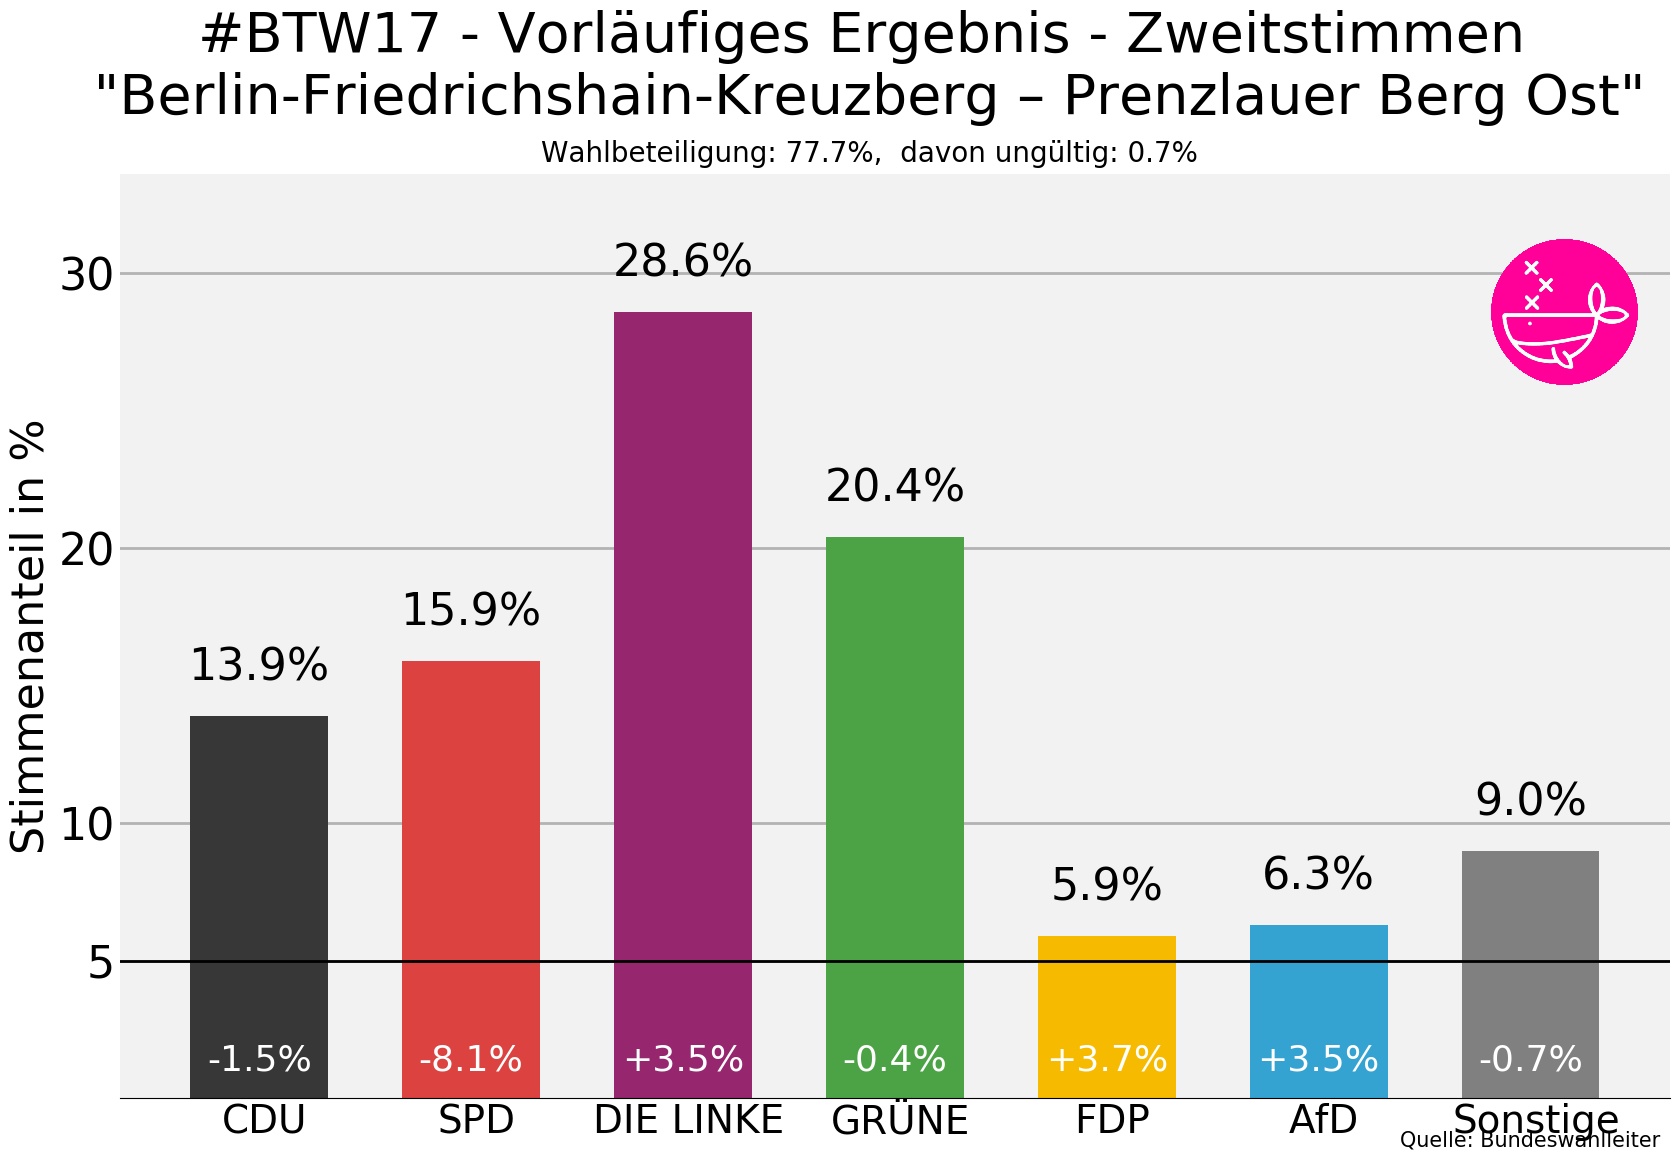 #BTW17 - Vorläufiges Ergebnis - Zweitstimmen
"Berlin-Friedrichshain-Kreuzberg – Prenzlauer Berg Ost"
Wahlbeteiligung: 77.7%,  davon ungültig: 0.7%
Stimmenanteil in %
30
20
10
5
13.9%
15.9%
28.6%
20.4%
5.9%
6.3%
9.0%
-1.5%
-8.1%
+3.5%
-0.4%
+3.7%
+3.5%
-0.7%
CDU
SPD
DIE LINKE
GRÜNE
FDP
AfD
Sonstige
Quelle: Bundeswahlleiter